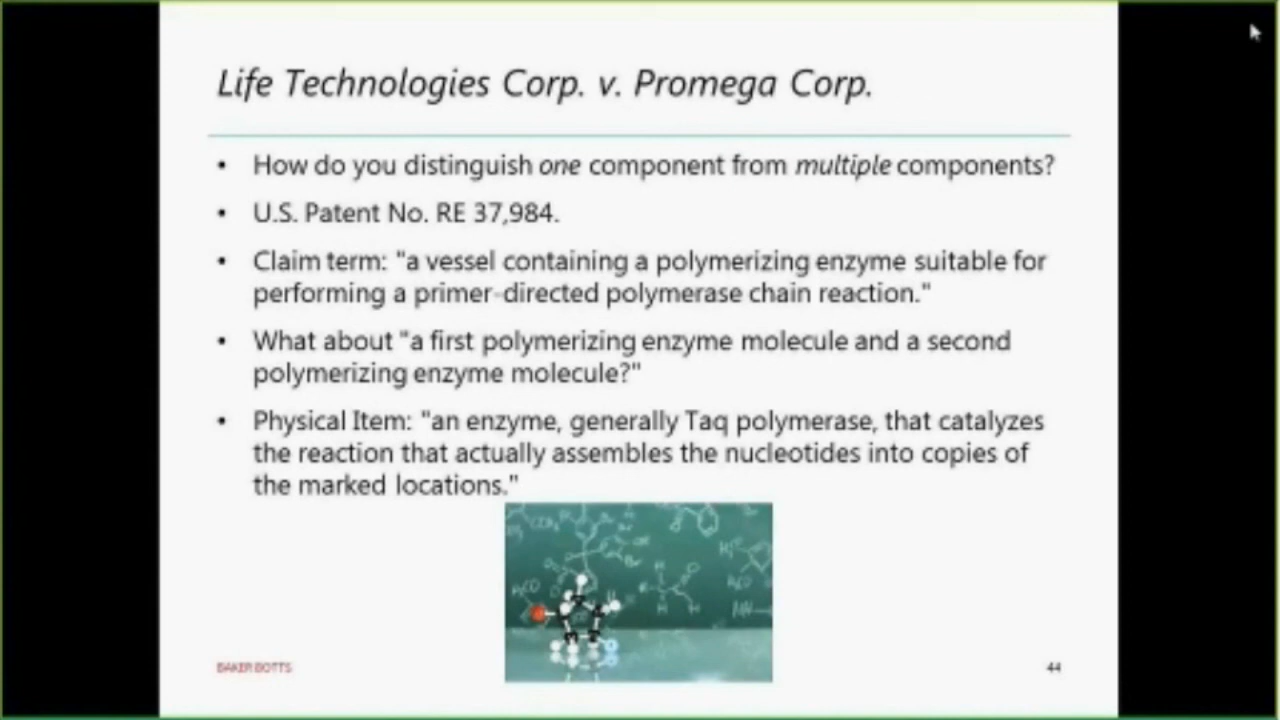 Life Technologies Corp. v. Promega Corp.
• How do you distinguish one component from multiple components?
• U.S. Patent No. RE 37,984.
• Claim term: "a vessel containing a polymerizing enzyme suitable for
performing a primer-directed polymerase chain reaction."
• What about "a first polymerizing enzyme molecule and a second
polymerizing enzyme molecule?"
• Physical Item: "an enzyme, generally Taq polymerase, that catalyzes
the reaction that actually assembles the nucleotides into copies of
the marked locations."
BAKER BOTTS
44